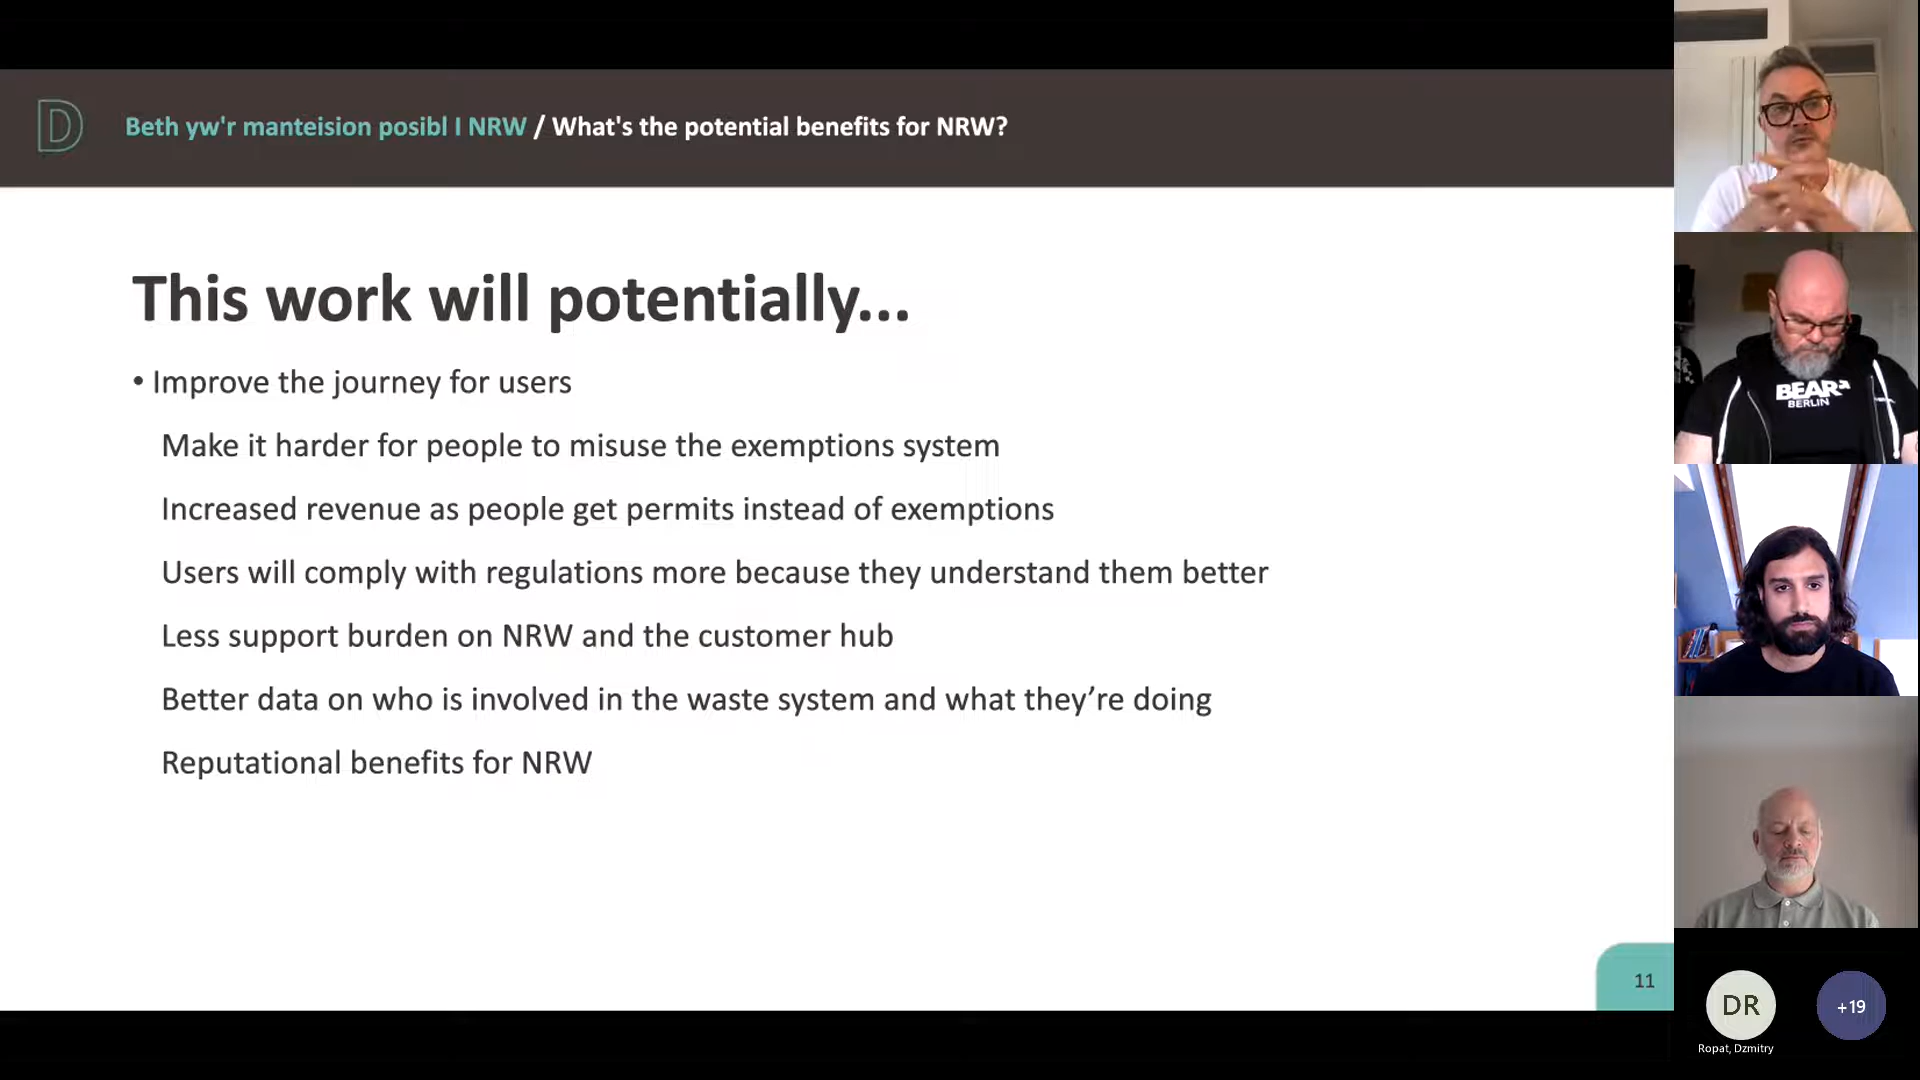 D
Beth yw'r manteision posibl I NRW / What's the potential benefits for NRW?
This work will potentially...
• Improve the journey for users
Make it harder for people to misuse the exemptions system
Increased revenue as people get permits instead of exemptions
Users will comply with regulations more because they understand them better
Less support burden on NRW and the customer hub
Better data on who is involved in the waste system and what they’re doing
Reputational benefits for NRW
11
BEAR
BERLIN
DR
+19
Ropat, Dzmitry